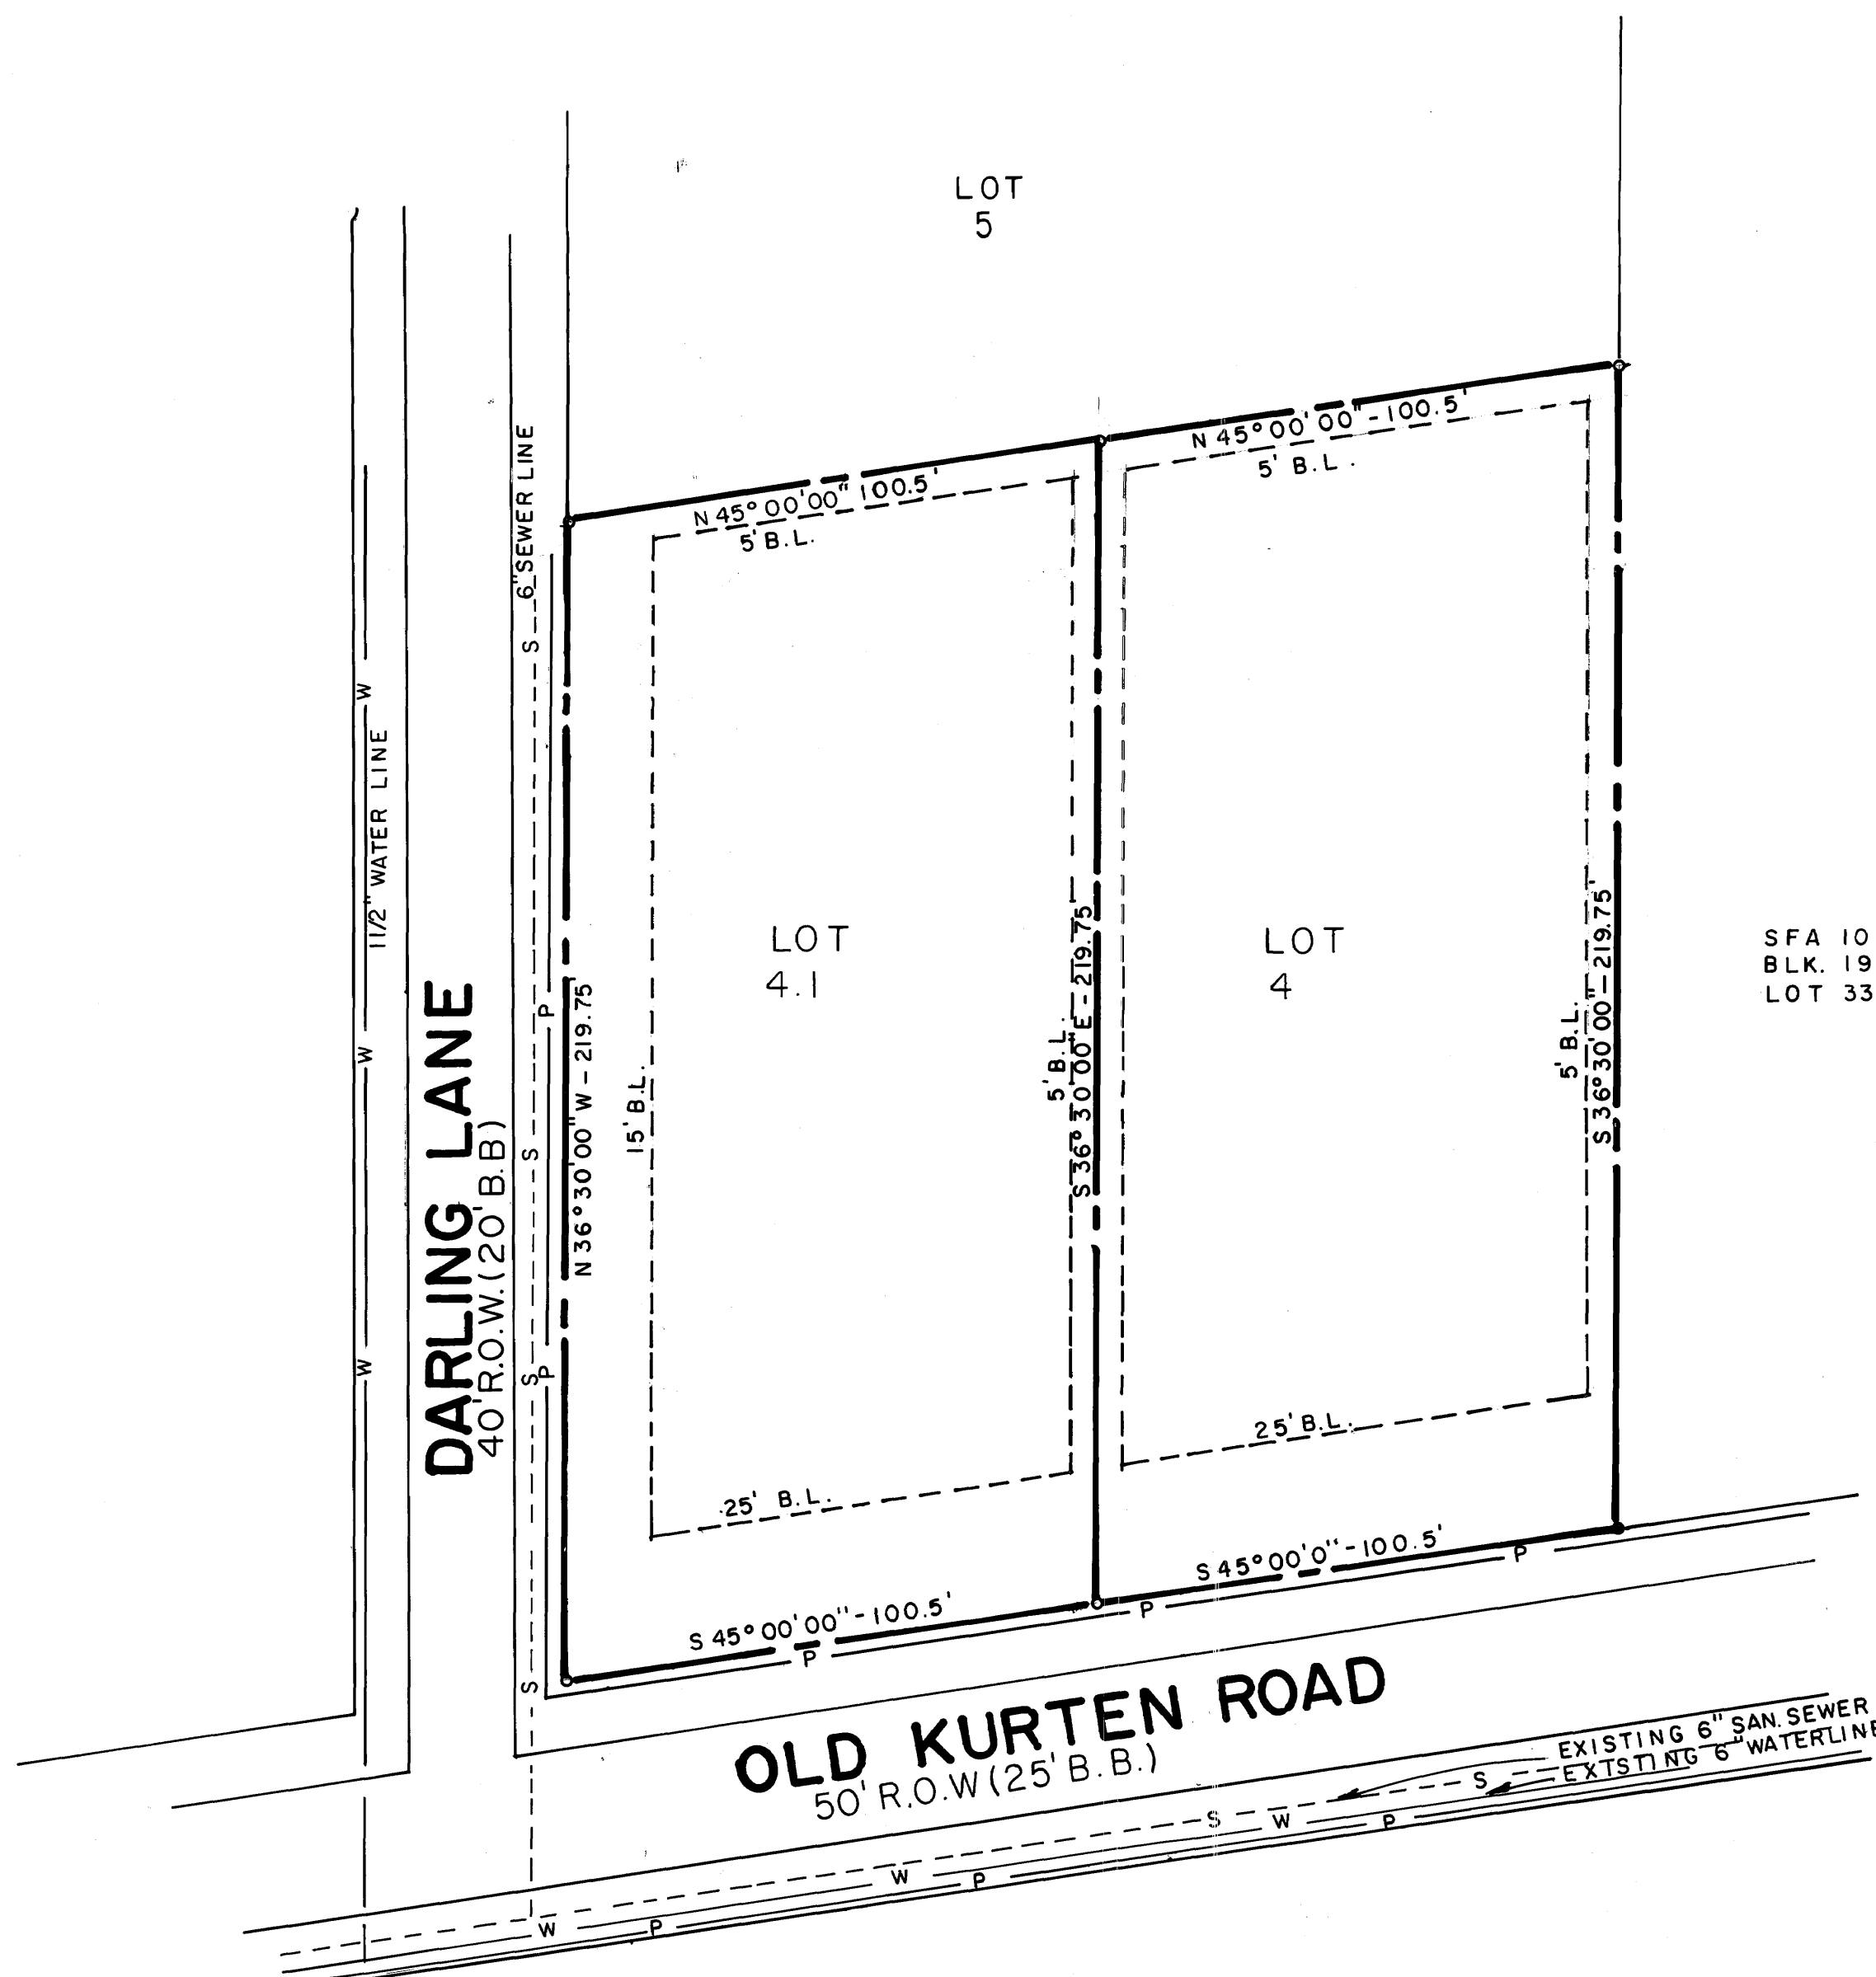 LOT
5
N 45°00'00" 100.5'
5' B.L.
N 45°00'00"-100.5'
5' B.L.
6" SEWER LINE
1 1/2" WATER LINE
DARLING LANE
40' R.O.W. (20' B.B)
N 36°30'00" W-219.75'
15' B.L.
LOT
4.1
5' B.L.
S 36°30'00" E-219.75'
LOT
4
5' B.L.
S 36°30'00"-219.75'
SFA 10
BLK. 19
LOT 33
25' B.L.
25' B.L.
S 45°00'00"-100.5'
S 45°00'0"-100.5'
OLD KURTEN ROAD
50' R.O.W (25' B.B.)
EXISTING 6" SAN. SEWER
EXTSTING 6" WATERLINE
W
W
W
S
S
S
S
P
P
P
P
P
S
S
W
W
W
P
P
P